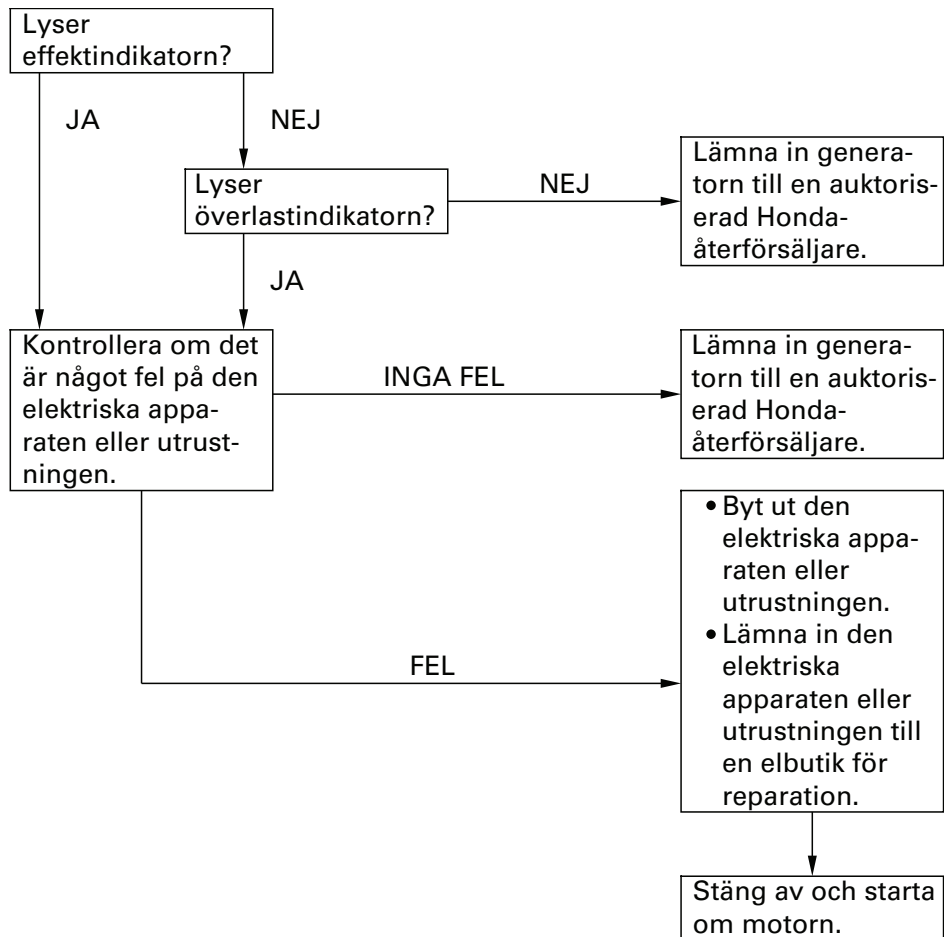 Lyser
effektindikatorn?
JA
NEJ
Lyser
överlastindikatorn?
NEJ
Lämna in genera-
torn till en auktoris-
erad Honda-
återförsäljare.
JA
Kontrollera om det
är något fel på den
elektriska appa-
raten eller utrust-
ningen.
INGA FEL
Lämna in genera-
torn till en auktoris-
erad Honda-
återförsäljare.
FEL
• Byt ut den
elektriska appa-
raten eller
utrustningen.
• Lämna in den
elektriska
apparaten eller
utrustningen till
en elbutik för
reparation.
Stäng av och starta
om motorn.